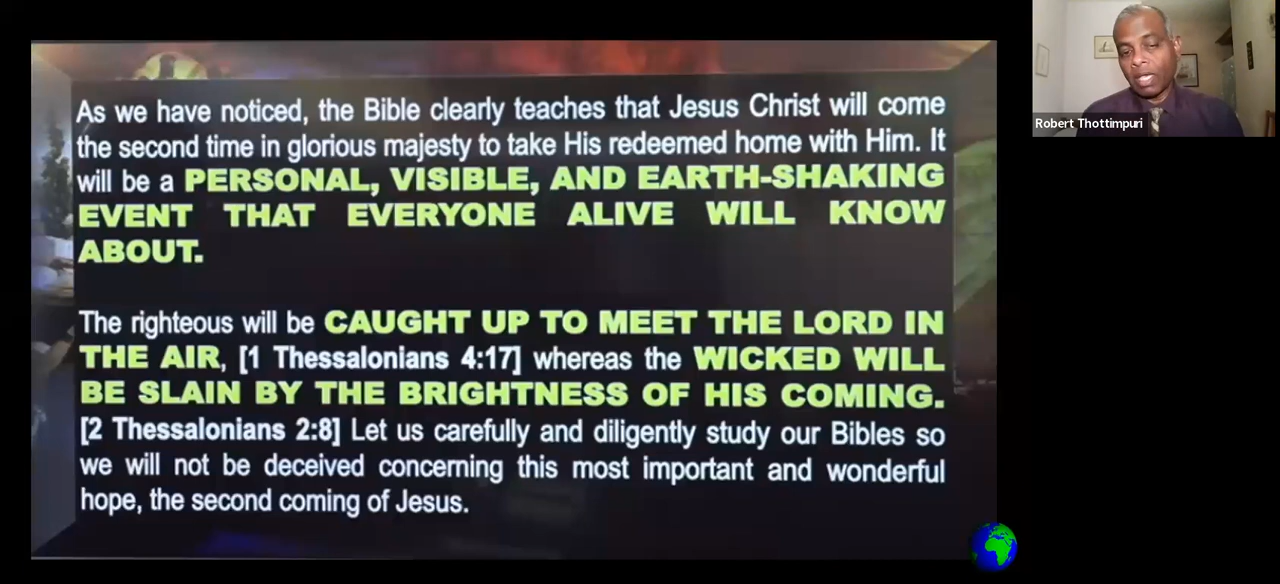 As we have noticed, the Bible clearly teaches that Jesus Christ will come
the second time in glorious majesty to take His redeemed home with Him. It
will be a PERSONAL, VISIBLE, AND EARTH-SHAKING
EVENT THAT EVERYONE ALIVE WILL KNOW
ABOUT.
The righteous will be CAUGHT UP TO MEET THE LORD IN
THE AIR, [1 Thessalonians 4:17] whereas the WICKED WILL
BE SLAIN BY THE BRIGHTNESS OF HIS COMING.
[2 Thessalonians 2:8] Let us carefully and diligently study our Bibles so
we will not be deceived concerning this most important and wonderful
hope, the second coming of Jesus.
Robert Thottimpuri